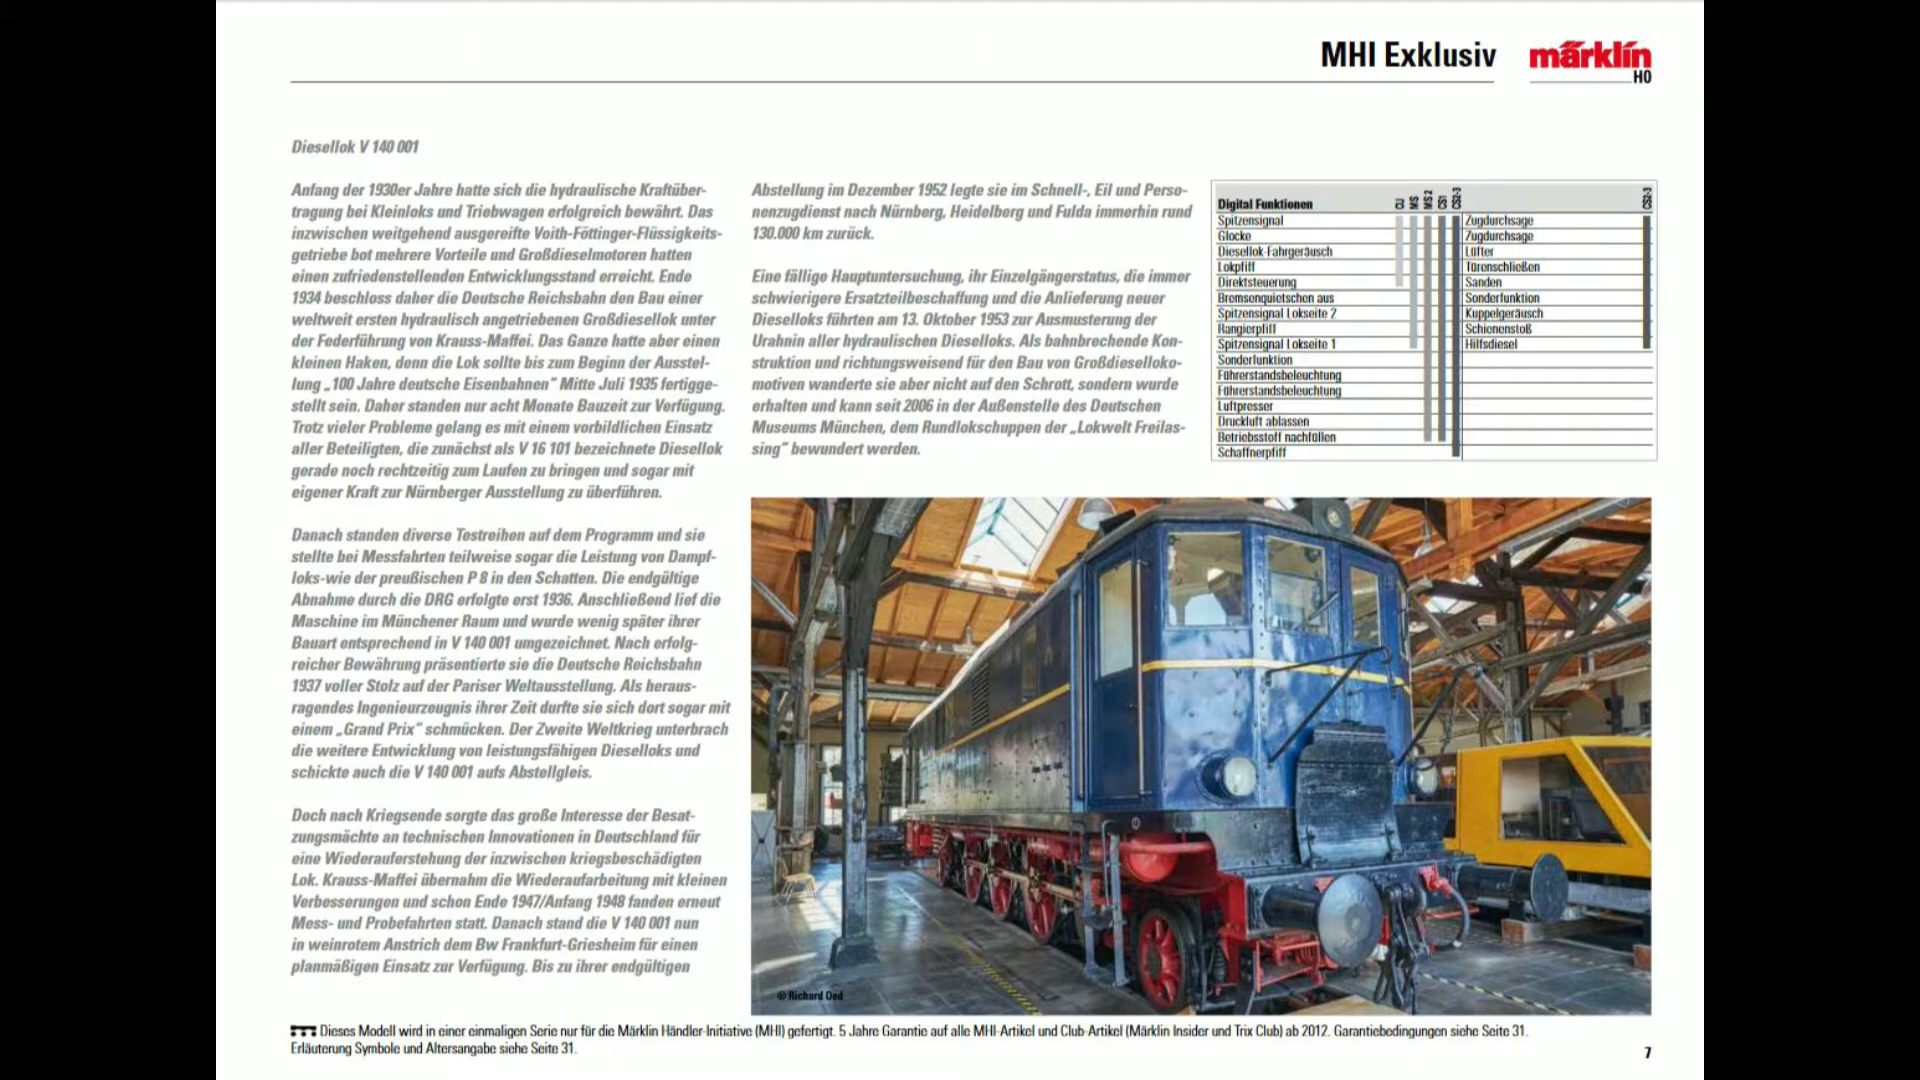 MHI Exklusiv
märklin
H0
Diesellok V 140 001
Anfang der 1930er Jahre hatte sich die hydraulische Kraftüber-
tragung bei Kleinloks und Triebwagen erfolgreich bewährt. Das
inzwischen weitgehend ausgereifte Voith-Föttinger-Flüssigkeits-
getriebe bot mehrere Vorteile und Großdieselmotoren hatten
einen zufriedenstellenden Entwicklungsstand erreicht. Ende
1934 beschloss daher die Deutsche Reichsbahn den Bau einer
weltweit ersten hydraulisch angetriebenen Großdiesellok unter
der Federführung von Krauss-Maffei. Das Ganze hatte aber einen
kleinen Haken, denn die Lok sollte bis zum Beginn der Ausstel-
lung „100 Jahre deutsche Eisenbahnen“ Mitte Juli 1935 fertigge-
stellt sein. Daher standen nur acht Monate Bauzeit zur Verfügung.
Trotz vieler Probleme gelang es mit einem vorbildlichen Einsatz
aller Beteiligten, die zunächst als V 16 101 bezeichnete Diesellok
gerade noch rechtzeitig zum Laufen zu bringen und sogar mit
eigener Kraft zur Nürnberger Ausstellung zu überführen.
Danach standen diverse Testreihen auf dem Programm und sie
stellte bei Messfahrten teilweise sogar die Leistung von Dampf-
loks-wie der preußischen P 8 in den Schatten. Die endgültige
Abnahme durch die DRG erfolgte erst 1936. Anschließend lief die
Maschine im Münchener Raum und wurde wenig später ihrer
Bauart entsprechend in V 140 001 umgezeichnet. Nach erfolg-
reicher Bewährung präsentierte sie die Deutsche Reichsbahn
1937 voller Stolz auf der Pariser Weltausstellung. Als heraus-
ragendes Ingenieurzeugnis ihrer Zeit durfte sie sich dort sogar mit
einem „Grand Prix“ schmücken. Der Zweite Weltkrieg unterbrach
die weitere Entwicklung von leistungsfähigen Dieselloks und
schickte auch die V 140 001 aufs Abstellgleis.
Doch nach Kriegsende sorgte das große Interesse der Besat-
zungsmächte an technischen Innovationen in Deutschland für
eine Wiederauferstehung der inzwischen kriegsbeschädigten
Lok. Krauss-Maffei übernahm die Wiederaufarbeitung mit kleinen
Verbesserungen und schon Ende 1947/Anfang 1948 fanden erneut
Mess- und Probefahrten statt. Danach stand die V 140 001 nun
in weinrotem Anstrich dem Bw Frankfurt-Griesheim für einen
planmäßigen Einsatz zur Verfügung. Bis zu ihrer endgültigen
Abstellung im Dezember 1952 legte sie im Schnell-, Eil und Perso-
nenzugdienst nach Nürnberg, Heidelberg und Fulda immerhin rund
130.000 km zurück.
Eine fällige Hauptuntersuchung, ihr Einzelgängerstatus, die immer
schwierigere Ersatzteilbeschaffung und die Anlieferung neuer
Dieselloks führten am 13. Oktober 1953 zur Ausmusterung der
Urahnin aller hydraulischen Dieselloks. Als bahnbrechende Kon-
struktion und richtungsweisend für den Bau von Großdiesellok­o-
motiven wanderte sie aber nicht auf den Schrott, sondern wurde
erhalten und kann seit 2006 in der Außenstelle des Deutschen
Museums München, dem Rundlokschuppen der „Lokwelt Freilas-
sing“ bewundert werden.
Digital Funktionen CU MS MS 2 CS1 CS2-3 CS2-3
Spitzensignal Zugdurchsage
Glocke Zugdurchsage
Diesellok-Fahrgeräusch Lüfter
Lokpfiff Türenschließen
Direktsteuerung Sanden
Bremsenquietschen aus Sonderfunktion
Spitzensignal Lokseite 2 Kuppelgeräusch
Rangierpfiff Schienenstoß
Spitzensignal Lokseite 1 Hilfsdiesel
Sonderfunktion
Führerstandsbeleuchtung
Führerstandsbeleuchtung
Luftpresser
Druckluft ablassen
Betriebsstoff nachfüllen
Schaffnerpfiff
© Richard Oed
Dieses Modell wird in einer einmaligen Serie nur für die Märklin Händler-Initiative (MHI) gefertigt. 5 Jahre Garantie auf alle MHI-Artikel und Club-Artikel (Märklin Insider und Trix Club) ab 2012. Garantiebedingungen siehe Seite 31.
Erläuterung Symbole und Altersangabe siehe Seite 31.
7